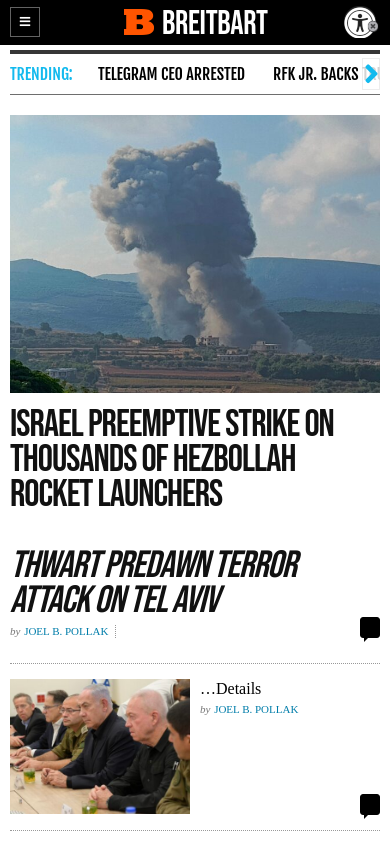 B BREITBART
TRENDING:
TELEGRAM CEO ARRESTED
RFK JR. BACKS
ISRAEL PREEMPTIVE STRIKE ON
THOUSANDS OF HEZBOLLAH
ROCKET LAUNCHERS
THWART PREDAWN TERROR
ATTACK ON TEL AVIV
by JOEL B. POLLAK
…Details
by JOEL B. POLLAK